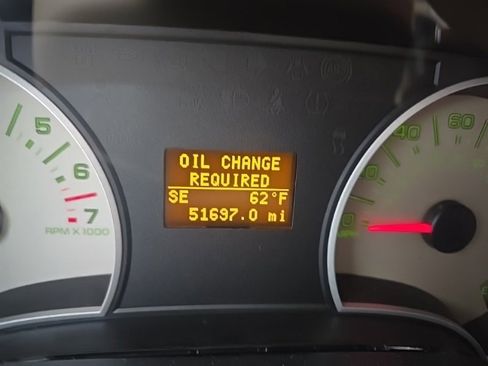 OIL CHANGE
REQUIRED
SE 62°F
51697.0 mi
5
6
7
RPM X 1000
40
60